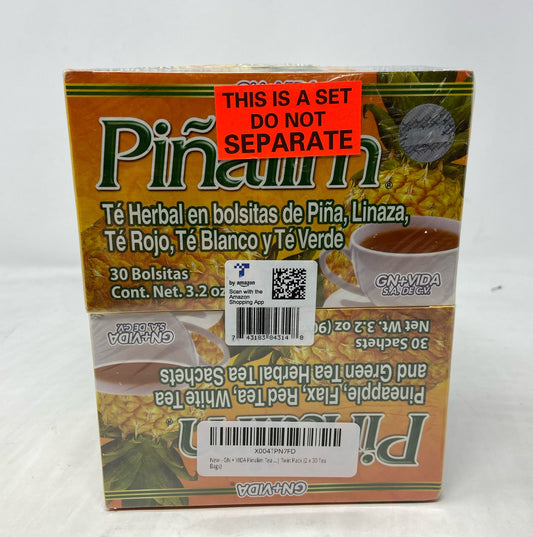 GN+VIDA
THIS IS A SET
DO NOT
SEPARATE
Piñalim
®
Té Herbal en bolsitas de Piña, Linaza,
Té Rojo, Té Blanco y Té Verde
30 Bolsitas
Cont. Net. 3.2 oz
GN+VIDA
S.A. DE C.V.
T
by amazon
Scan with the
Amazon
Shopping App
7 43183 84314 8
GN+VIDA
S.A. DE C.V.
30 Sachets
Net Wt. 3.2 oz (90
Pineapple, Flax, Red Tea, White Tea
and Green Tea Herbal Tea Sachets
Piñalim
X004TPN7FD
New - GN + VIDA Pinalim Tea ... | Twin Pack (2 x 30 Tea
Bags)
GN+VIDA